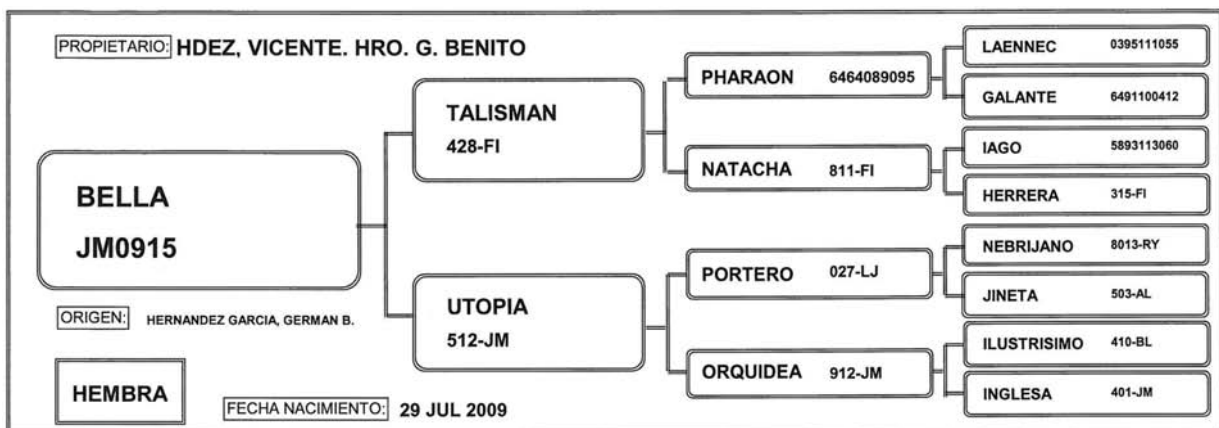 PROPIETARIO: HDEZ, VICENTE. HRO. G. BENITO
BELLA
JM0915
ORIGEN: HERNANDEZ GARCIA, GERMAN B.
HEMBRA
FECHA NACIMIENTO: 29 JUL 2009
TALISMAN
428-FI
UTOPIA
512-JM
PHARAON 6464089095
NATACHA 811-FI
PORTERO 027-LJ
ORQUIDEA 912-JM
LAENNEC 0395111055
GALANTE 6491100412
IAGO 5893113060
HERRERA 315-FI
NEBRIJANO 8013-RY
JINETA 503-AL
ILUSTRISIMO 410-BL
INGLESA 401-JM